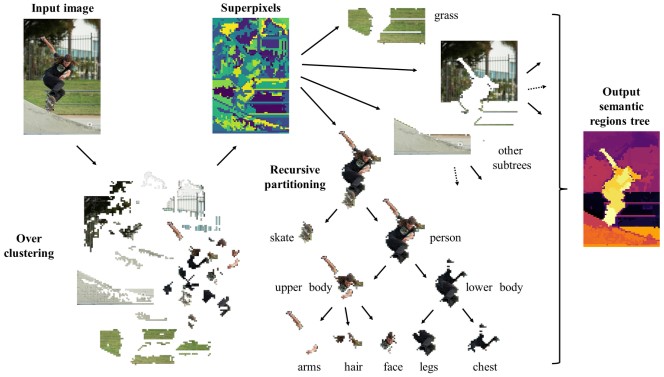 Input image
Superpixels
grass
Output
semantic
regions tree
other
subtrees
Recursive
partitioning
Over
clustering
skate
person
upper body
lower body
arms
hair
face
legs
chest